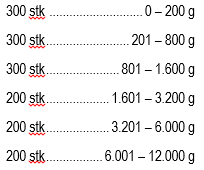 300 stk ............................ 0 – 200 g
300 stk ......................... 201 – 800 g
300 stk ...................... 801 – 1.600 g
200 stk ................... 1.601 – 3.200 g
200 stk ................... 3.201 – 6.000 g
200 stk ................. 6.001 – 12.000 g